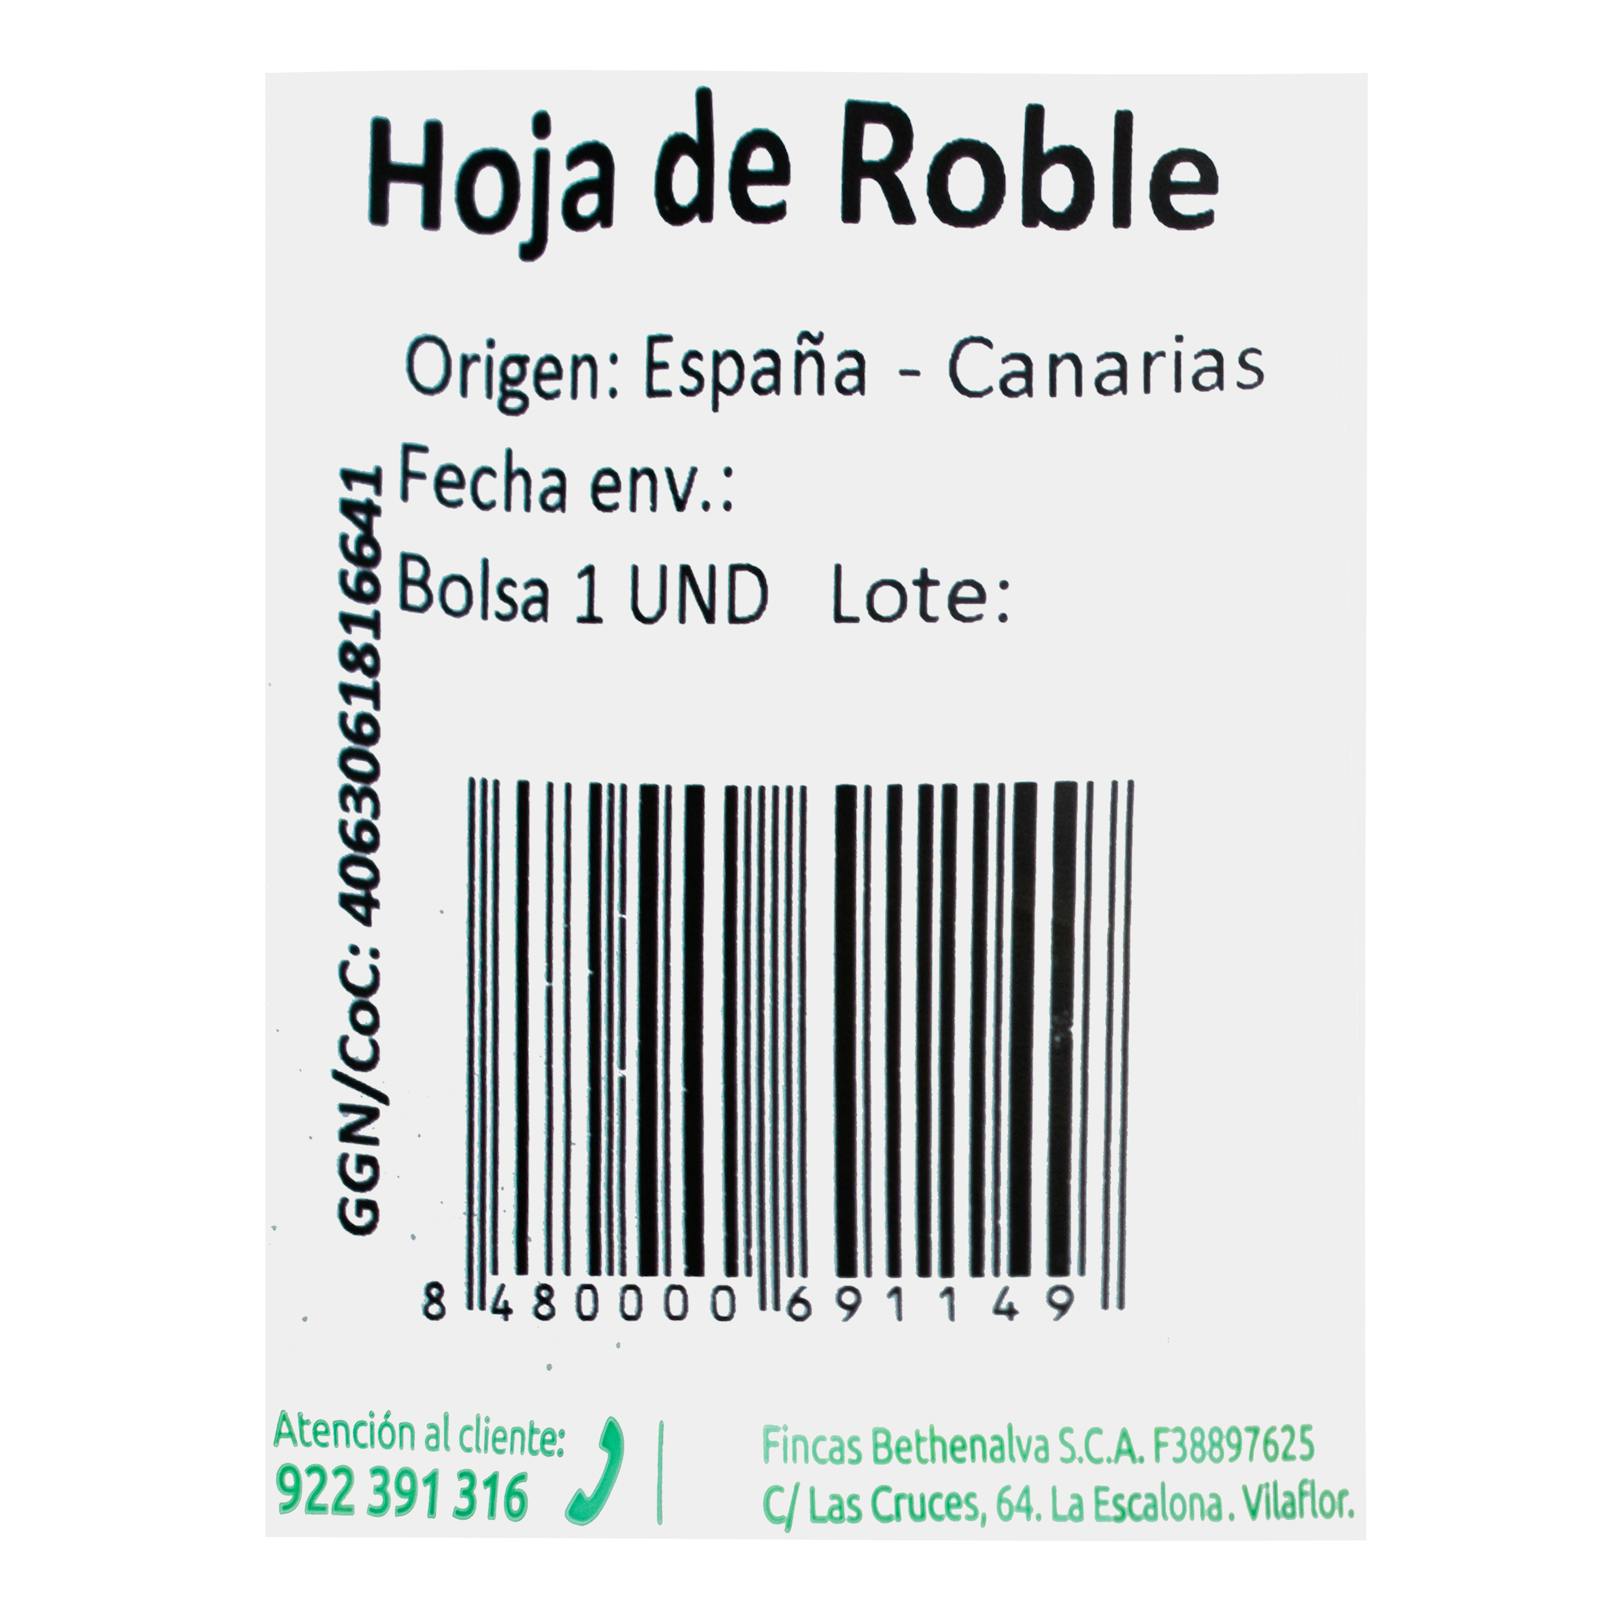 Hoja de Roble
Origen: España - Canarias
Fecha env.:
Bolsa 1 UND Lote:
GGN/CoC: 4063061816641
8 480000 691149
Atención al cliente:
922 391 316
Fincas Bethenalva S.C.A. F38897625
C/ Las Cruces, 64. La Escalona. Vilaflor.